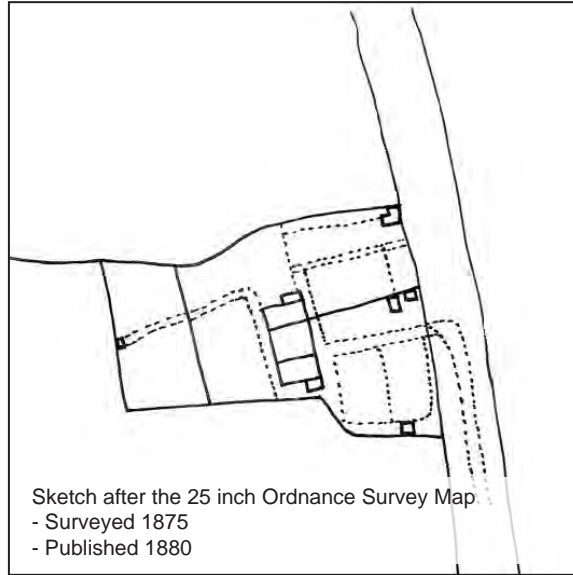 Sketch after the 25 inch Ordnance Survey Map
- Surveyed 1875
- Published 1880